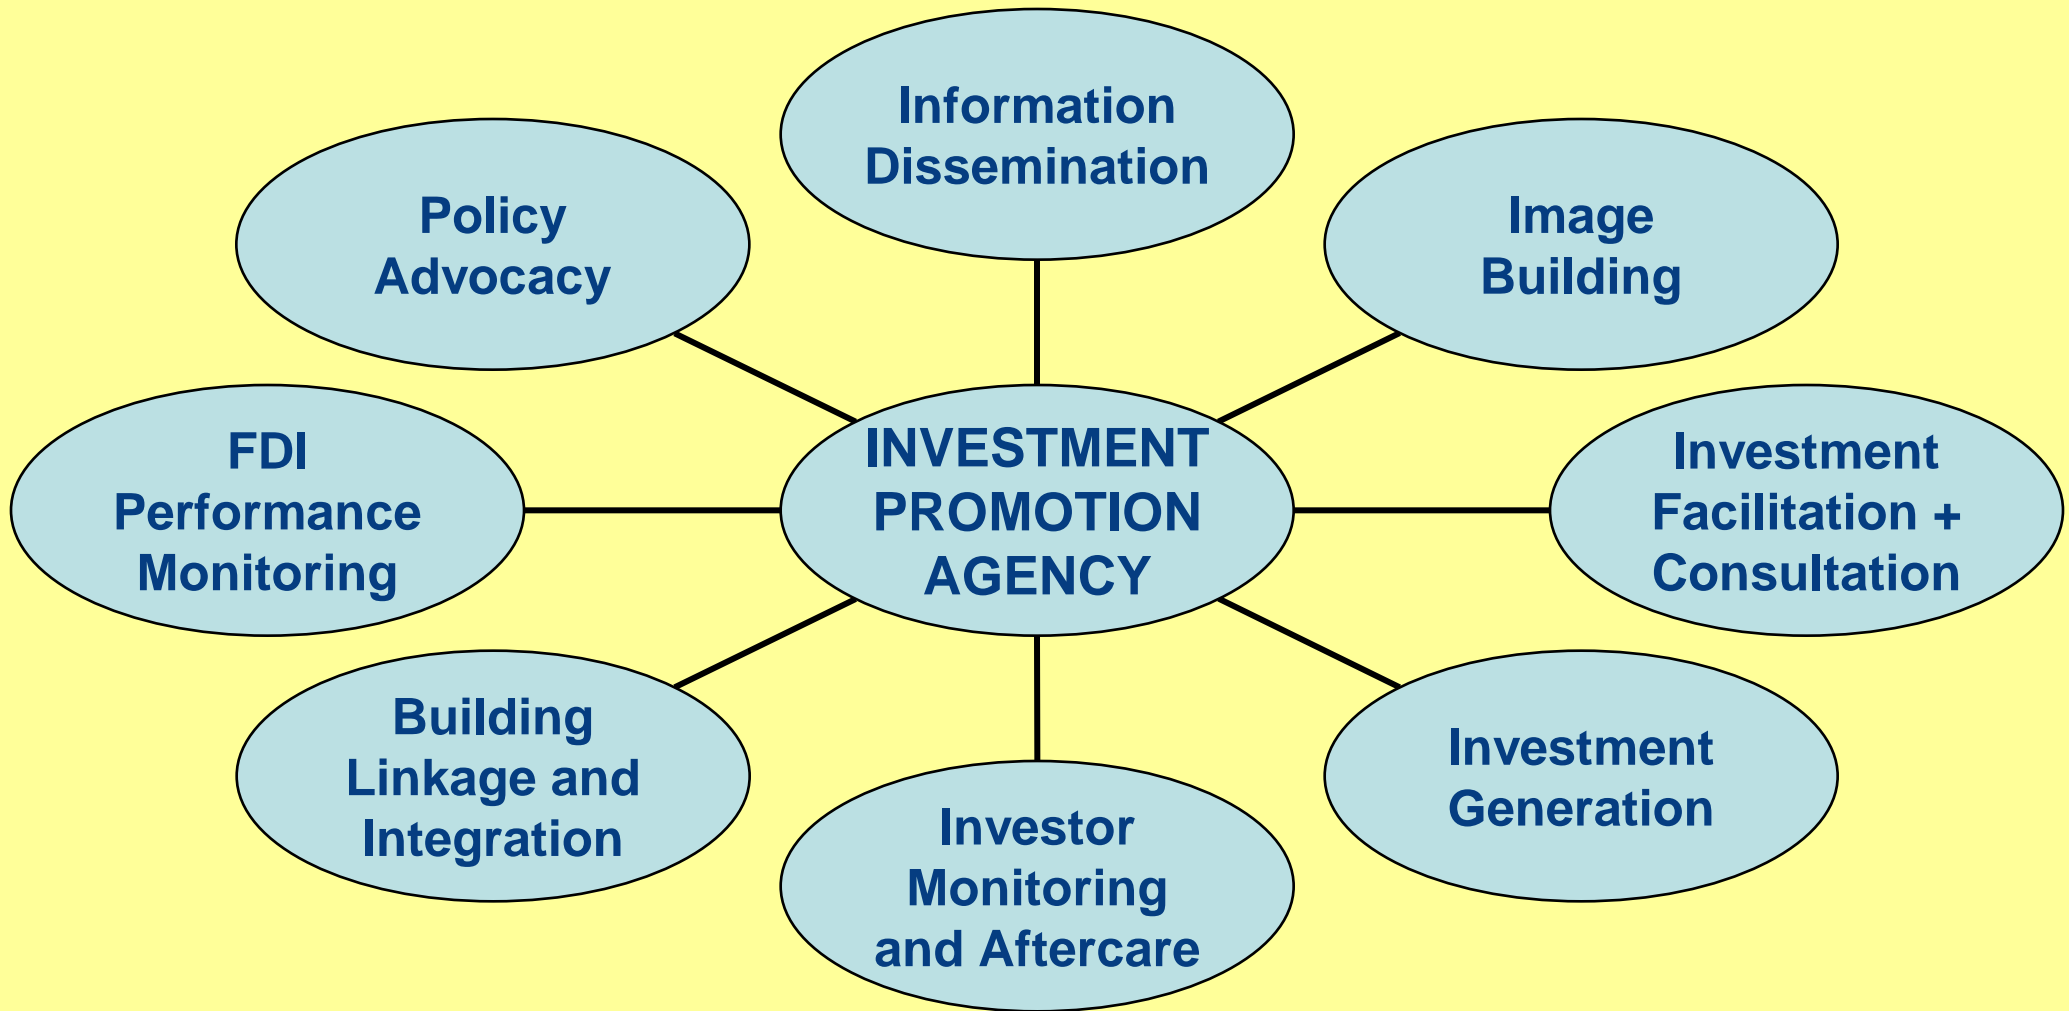 Information
Dissemination
Policy
Advocacy
Image
Building
FDI
Performance
Monitoring
INVESTMENT
PROMOTION
AGENCY
Investment
Facilitation +
Consultation
Building
Linkage and
Integration
Investment
Generation
Investor
Monitoring
and Aftercare